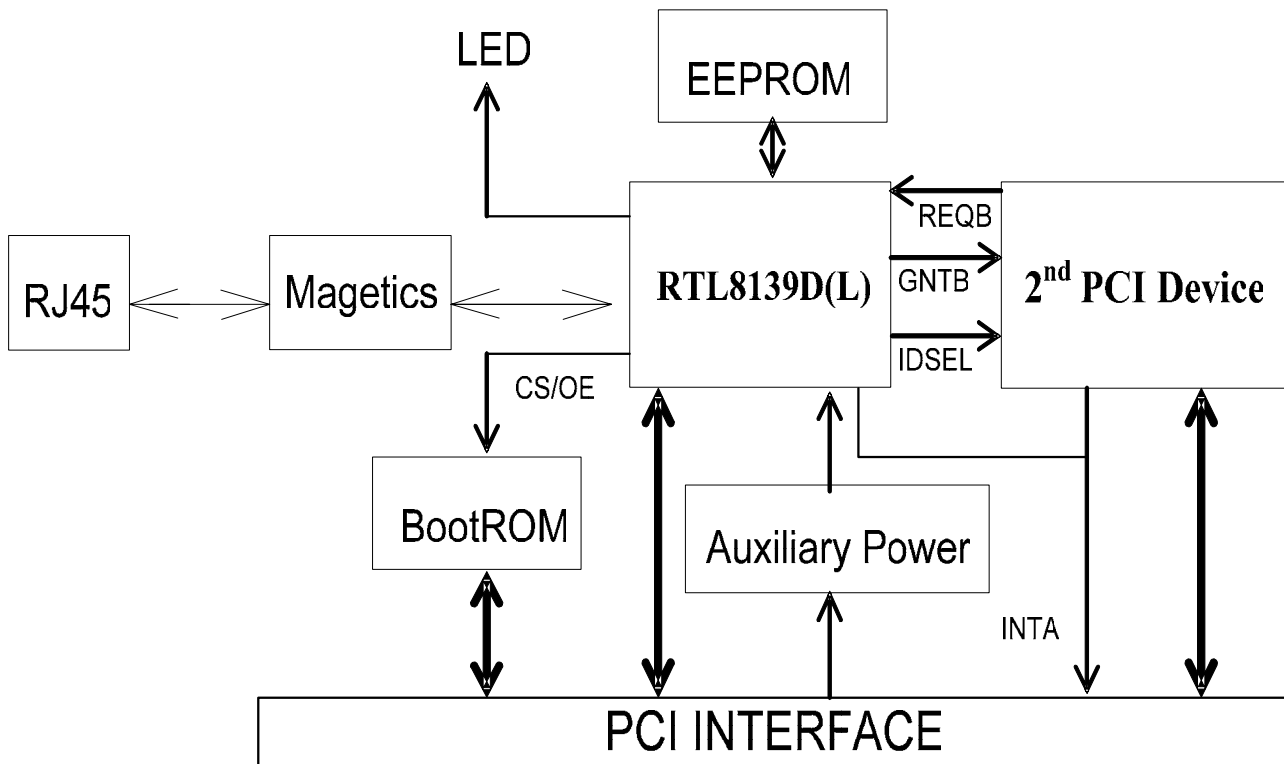 LED
EEPROM
REQB
RJ45
Magetics
RTL8139D(L)
GNTB
2nd PCI Device
IDSEL
CS/OE
BootROM
Auxiliary Power
INTA
PCI INTERFACE